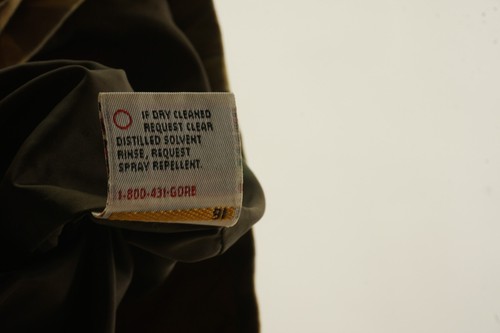 IF DRY CLEANED
REQUEST CLEAR
DISTILLED SOLVENT
RINSE, REQUEST
SPRAY REPELLENT.
1-800-431-GORE